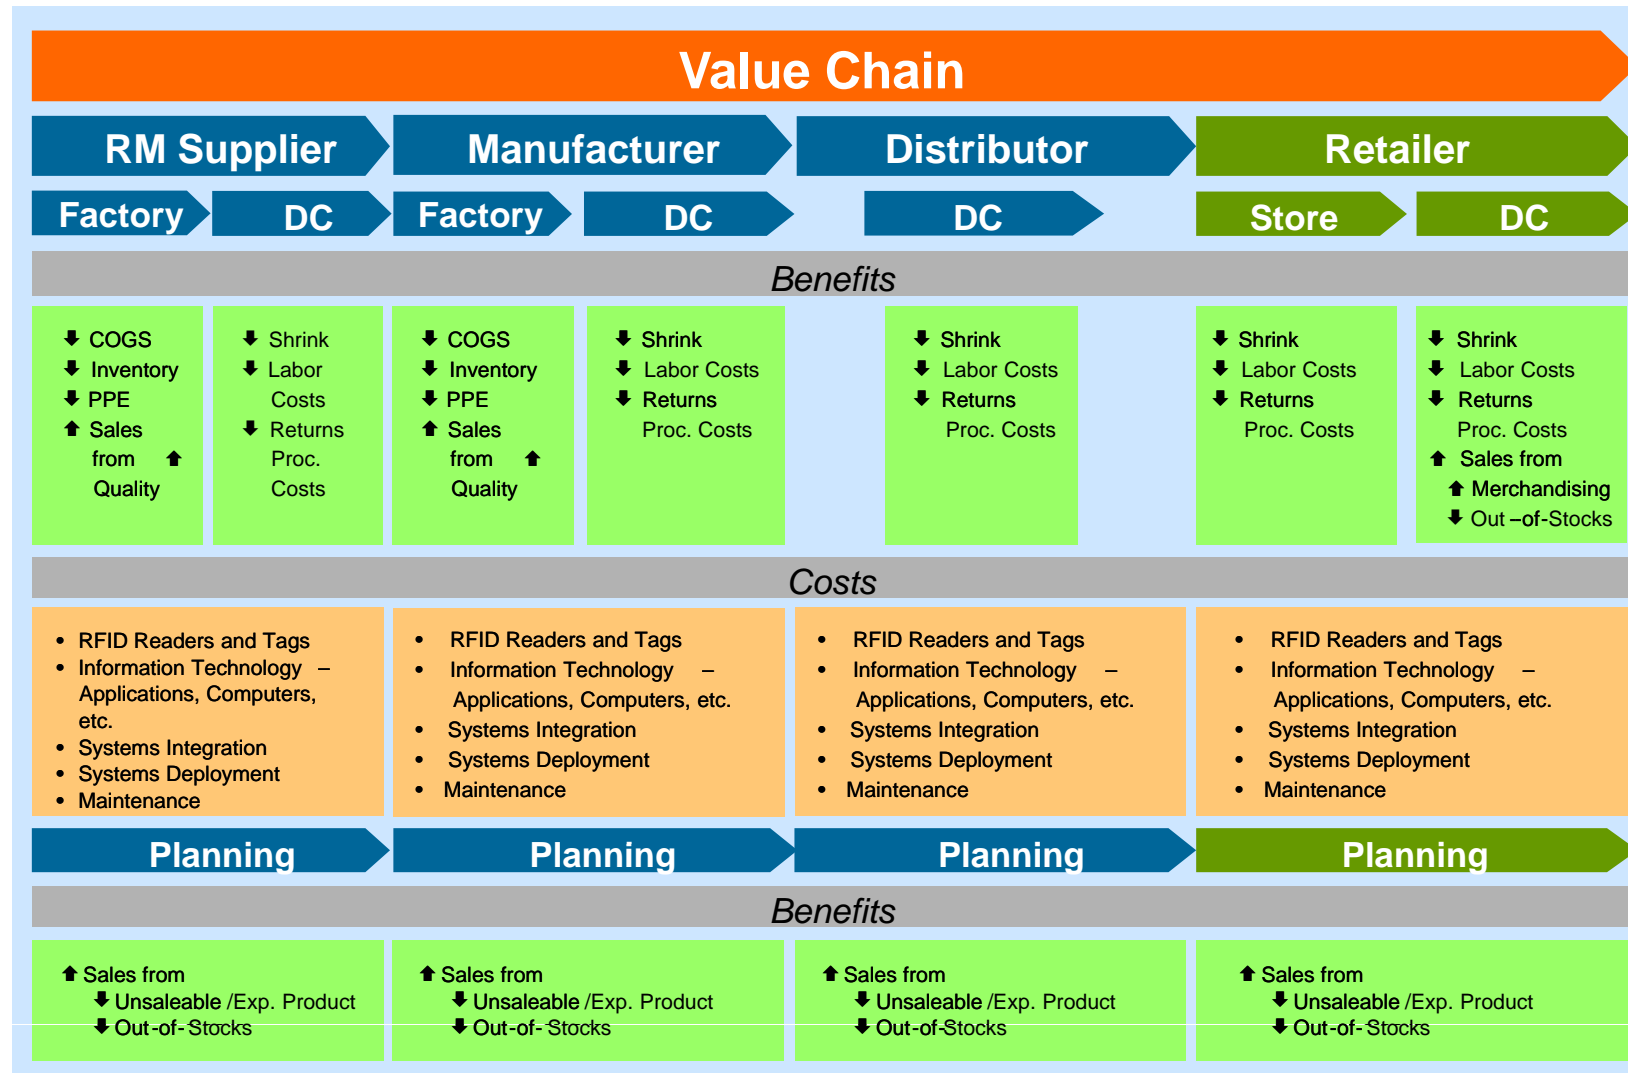 Value Chain
RM Supplier
Manufacturer
Distributor
Retailer
Factory
DC
Factory
DC
DC
Store
DC
Benefits
⬇ COGS
⬇ Inventory
⬇ PPE
⬆ Sales
from ⬆
Quality
⬇ Shrink
⬇ Labor
Costs
⬇ Returns
Proc.
Costs
⬇ COGS
⬇ Inventory
⬇ PPE
⬆ Sales
from ⬆
Quality
⬇ Shrink
⬇ Labor Costs
⬇ Returns
Proc. Costs
⬇ Shrink
⬇ Labor Costs
⬇ Returns
Proc. Costs
⬇ Shrink
⬇ Labor Costs
⬇ Returns
Proc. Costs
⬇ Shrink
⬇ Labor Costs
⬇ Returns
Proc. Costs
⬆ Sales from
⬆ Merchandising
⬇ Out –of-Stocks
Costs
• RFID Readers and Tags
• Information Technology –
Applications, Computers,
etc.
• Systems Integration
• Systems Deployment
• Maintenance
• RFID Readers and Tags
• Information Technology –
Applications, Computers, etc.
• Systems Integration
• Systems Deployment
• Maintenance
• RFID Readers and Tags
• Information Technology –
Applications, Computers, etc.
• Systems Integration
• Systems Deployment
• Maintenance
• RFID Readers and Tags
• Information Technology –
Applications, Computers, etc.
• Systems Integration
• Systems Deployment
• Maintenance
Planning
Planning
Planning
Planning
Benefits
⬆ Sales from
⬇ Unsaleable /Exp. Product
⬇ Out-of- Stocks
⬆ Sales from
⬇ Unsaleable /Exp. Product
⬇ Out-of- Stocks
⬆ Sales from
⬇ Unsaleable /Exp. Product
⬇ Out-of-Stocks
⬆ Sales from
⬇ Unsaleable /Exp. Product
⬇ Out-of- Stocks